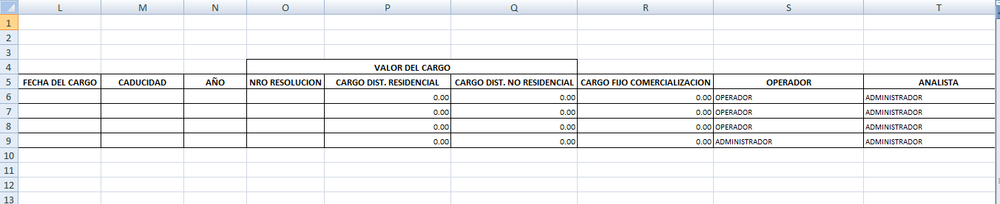 L M N O P Q R S T
1
2
3
4 VALOR DEL CARGO
5 FECHA DEL CARGO CADUCIDAD AÑO NRO RESOLUCION CARGO DIST. RESIDENCIAL CARGO DIST. NO RESIDENCIAL CARGO FIJO COMERCIALIZACION OPERADOR ANALISTA
6 0.00 0.00 0.00 OPERADOR ADMINISTRADOR
7 0.00 0.00 0.00 OPERADOR ADMINISTRADOR
8 0.00 0.00 0.00 OPERADOR ADMINISTRADOR
9 0.00 0.00 0.00 ADMINISTRADOR ADMINISTRADOR
10
11
12
13